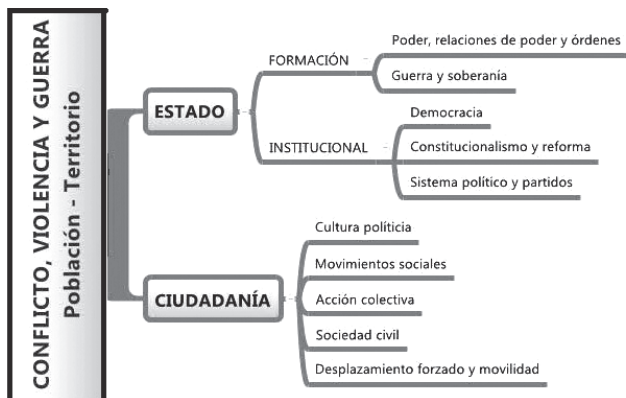 CONFLICTO, VIOLENCIA Y GUERRA
Población - Territorio
ESTADO
FORMACIÓN
Poder, relaciones de poder y órdenes
Guerra y soberanía
INSTITUCIONAL
Democracia
Constitucionalismo y reforma
Sistema político y partidos
CIUDADANÍA
Cultura políticia
Movimientos sociales
Acción colectiva
Sociedad civil
Desplazamiento forzado y movilidad